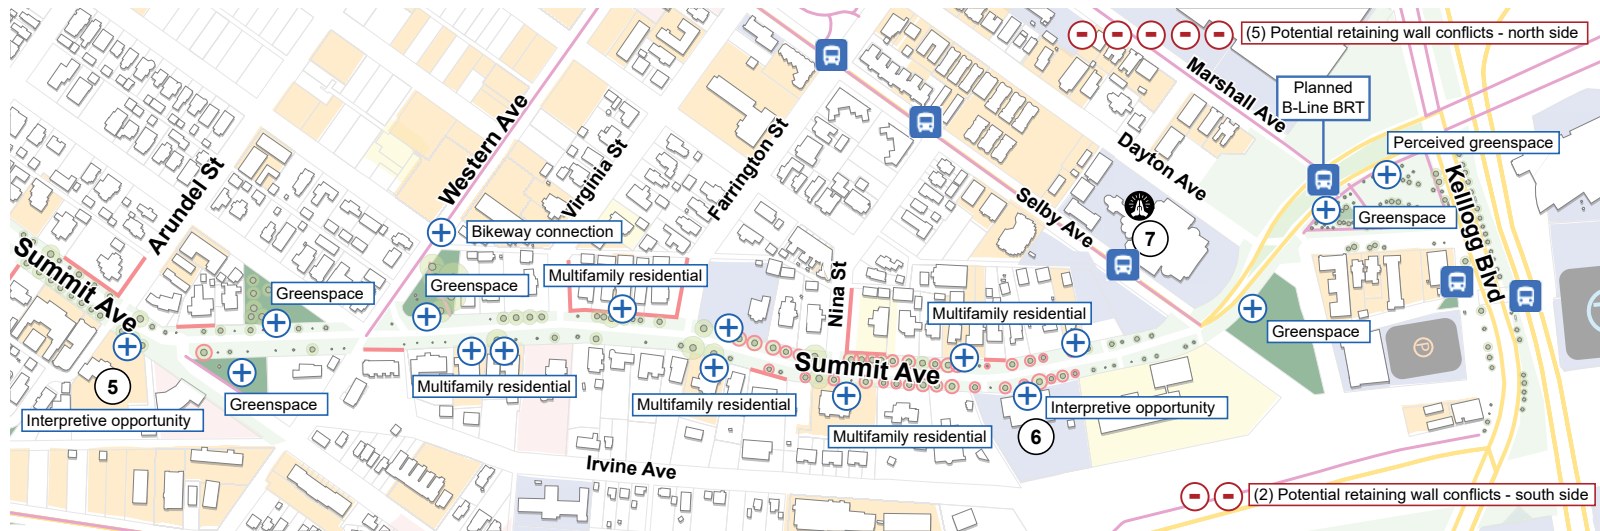 (5) Potential retaining wall conflicts - north side
Marshall Ave
Planned
B-Line BRT
Perceived greenspace
Western Ave
Virginia St
Farrington St
Dayton Ave
Arundel St
Selby Ave
Kelllogg Blvd
Greenspace
Bikeway connection
7
Summit Ave
Multifamily residential
Greenspace
Greenspace
Nina St
Multifamily residential
Greenspace
Summit Ave
5
Multifamily residential
Greenspace
Multifamily residential
Interpretive opportunity
Interpretive opportunity
Multifamily residential
6
Irvine Ave
(2) Potential retaining wall conflicts - south side
P